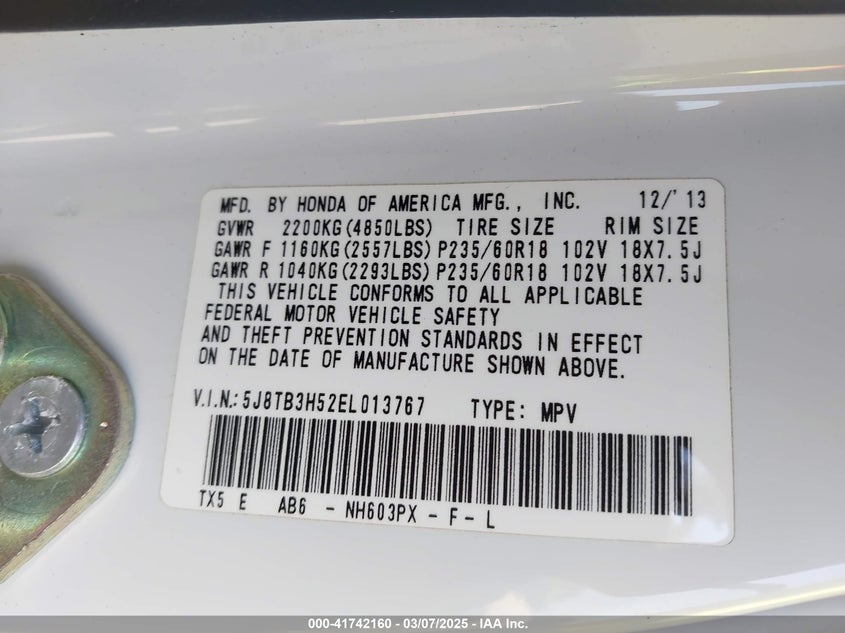 MFD. BY HONDA OF AMERICA MFG., INC. 12/'13
GVWR 2200KG(4850LBS) TIRE SIZE RIM SIZE
GAWR F 1160KG(2557LBS) P235/60R18 102V 18X7.5J
GAWR R 1040KG(2293LBS) P235/60R18 102V 18X7.5J
THIS VEHICLE CONFORMS TO ALL APPLICABLE
FEDERAL MOTOR VEHICLE SAFETY
AND THEFT PREVENTION STANDARDS IN EFFECT
ON THE DATE OF MANUFACTURE SHOWN ABOVE.
V.I.N.: 5J8TB3H52EL013767 TYPE: MPV
TX5 E AB6 - NH603PX - F - L
000-41742160 - 03/07/2025 - IAA Inc.